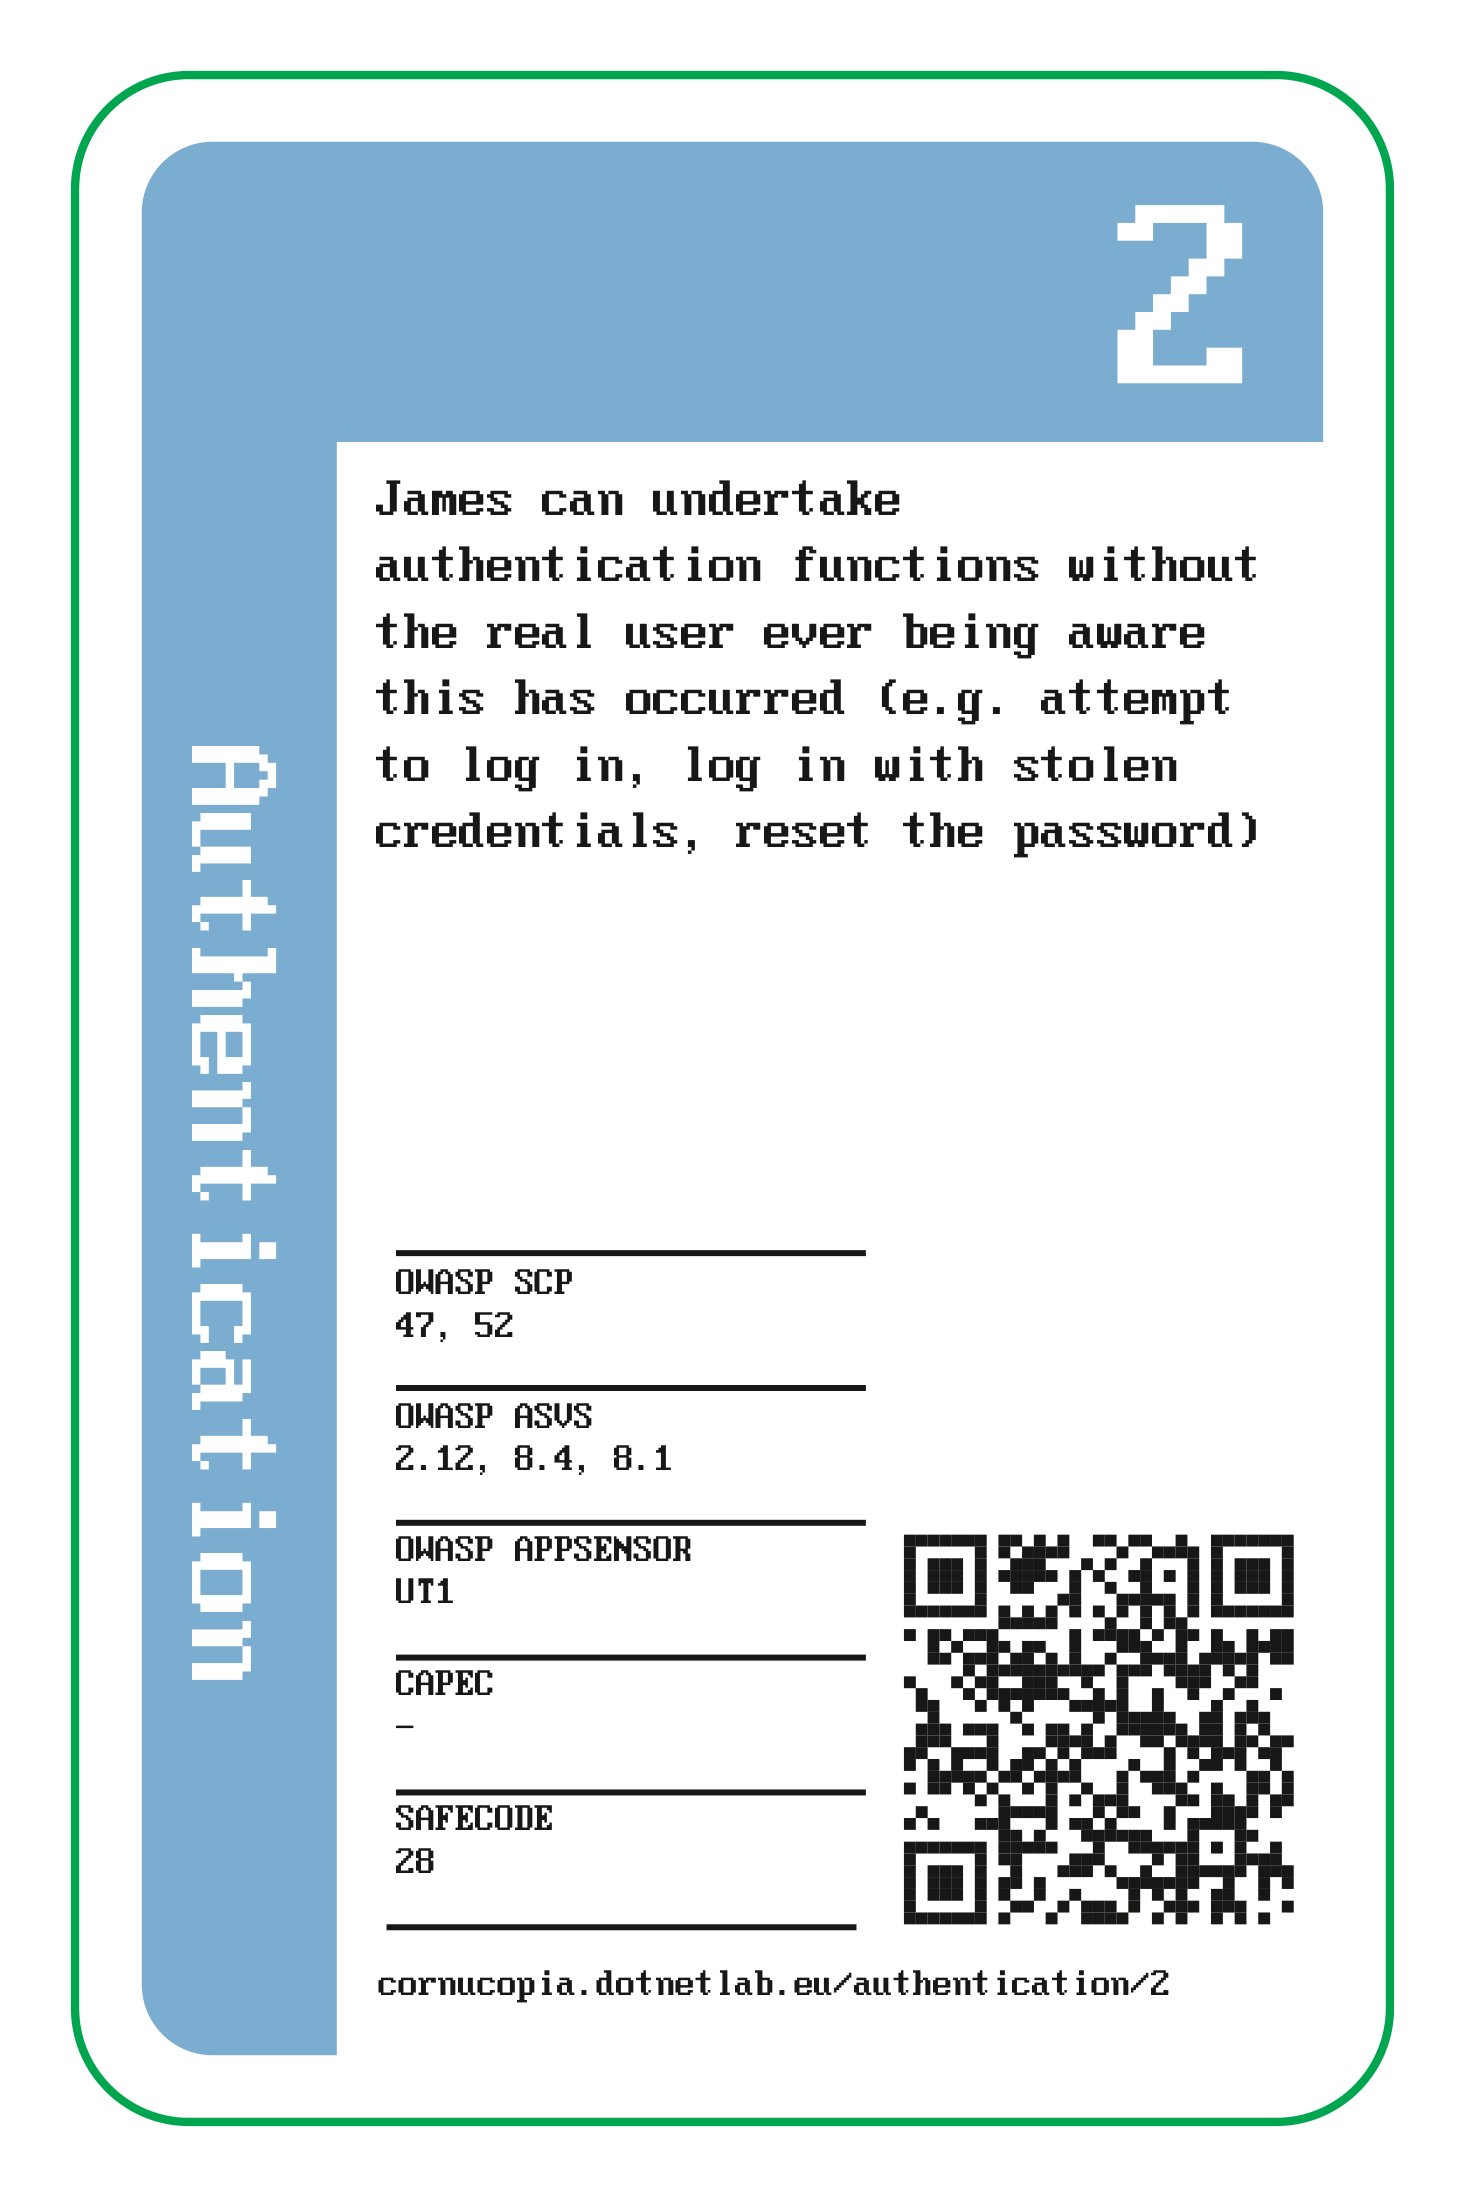 2
James can undertake
authentication functions without
the real user ever being aware
this has occurred (e.g. attempt
to log in, log in with stolen
credentials, reset the password)
Authentication
OWASP SCP
47, 52
OWASP ASVS
2.12, 8.4, 8.1
OWASP APPSENSOR
UT1
CAPEC
–
SAFECODE
28
cornucopia.dotnetlab.eu/authentication/2